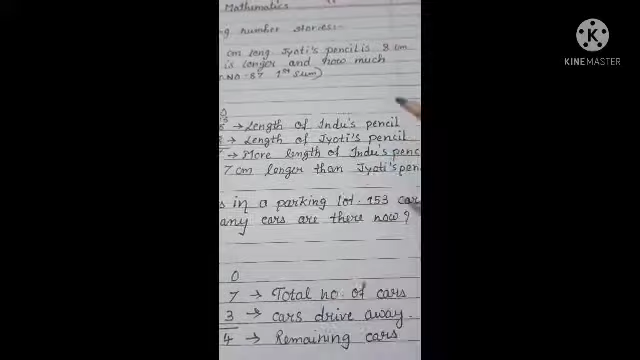 Mathematics
g number stories:-
cm long. Jyoti's pencil is 8 cm
is longer and how much
NO-87 1st sum)
0
→ Length of Indu's pencil
→ Length of Jyoti's pencil
→ More length of Indu's penc
7 cm longer than Jyoti's pen
s in a parking lot. 153 car
any cars are there now?
0
7 → Total no. of cars
3 → cars drive away.
4 → Remaining cars
KINEMASTER